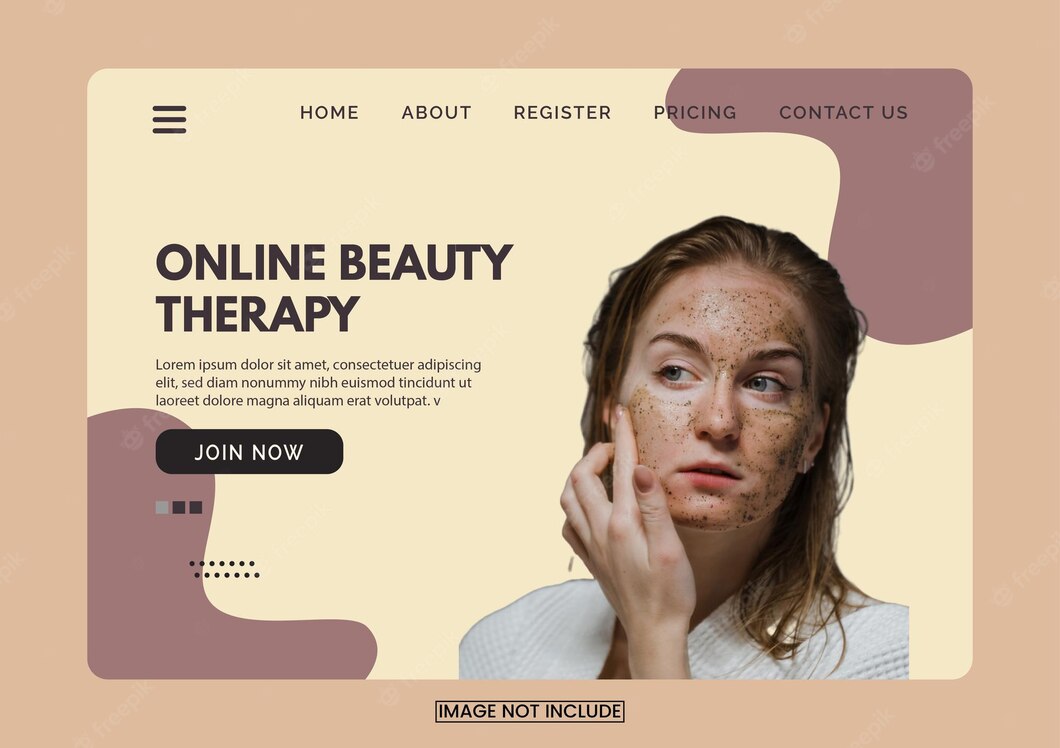 HOME ABOUT REGISTER PRICING CONTACT US
ONLINE BEAUTY
THERAPY
Lorem ipsum dolor sit amet, consectetuer adipiscing
elit, sed diam nonummy nibh euismod tincidunt ut
laoreet dolore magna aliquam erat volutpat. v
JOIN NOW
IMAGE NOT INCLUDE
freepik